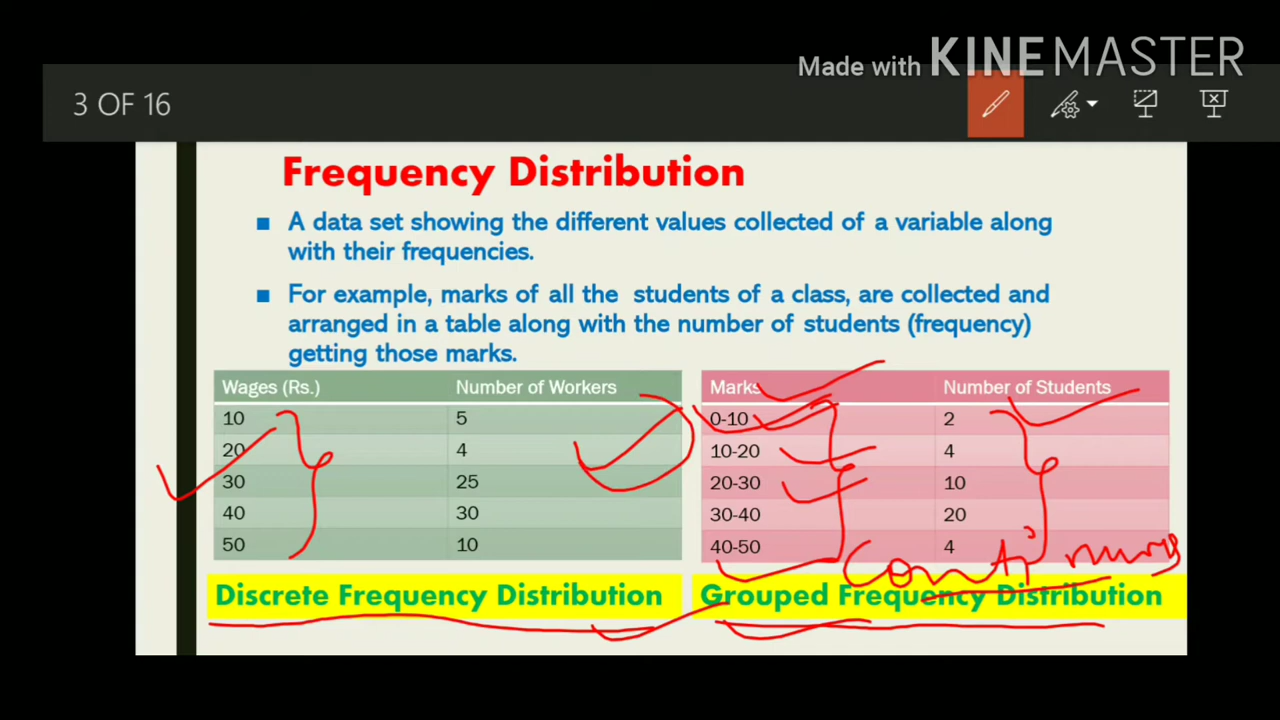 Made with KINEMASTER
3 OF 16
Frequency Distribution
■ A data set showing the different values collected of a variable along
with their frequencies.
■ For example, marks of all the students of a class, are collected and
arranged in a table along with the number of students (frequency)
getting those marks.
Wages (Rs.) Number of Workers
10 5
20 4
30 25
40 30
50 10
Discrete Frequency Distribution
Marks Number of Students
0-10 2
10-20 4
20-30 10
30-40 20
40-50 4
Continuous
Grouped Frequency Distribution